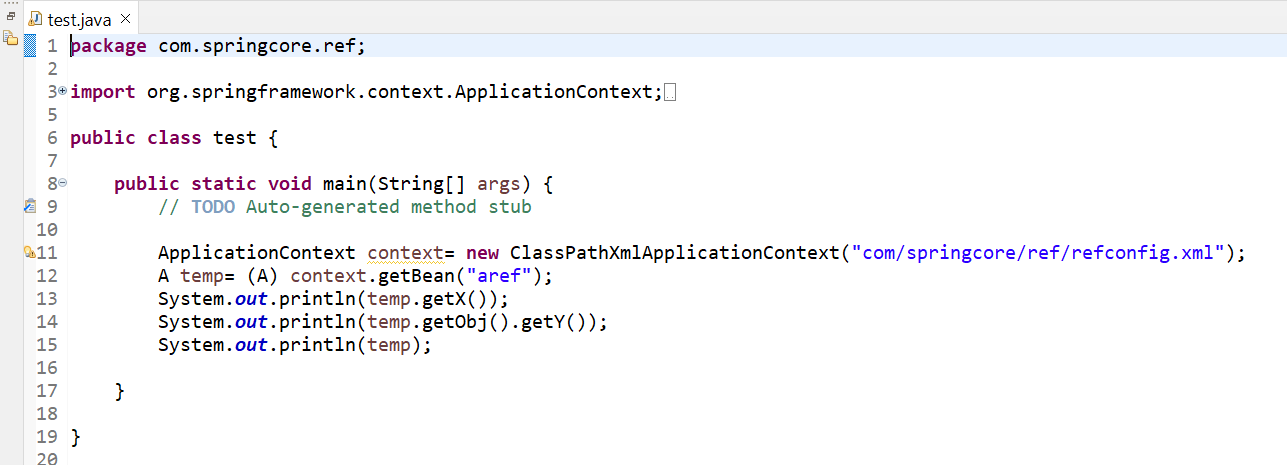 test.java
1 package com.springcore.ref;
2
3 import org.springframework.context.ApplicationContext;
5
6 public class test {
7
8 public static void main(String[] args) {
9 // TODO Auto-generated method stub
10
11 ApplicationContext context= new ClassPathXmlApplicationContext("com/springcore/ref/refconfig.xml");
12 A temp= (A) context.getBean("aref");
13 System.out.println(temp.getX());
14 System.out.println(temp.getObj().getY());
15 System.out.println(temp);
16
17 }
18
19 }
20